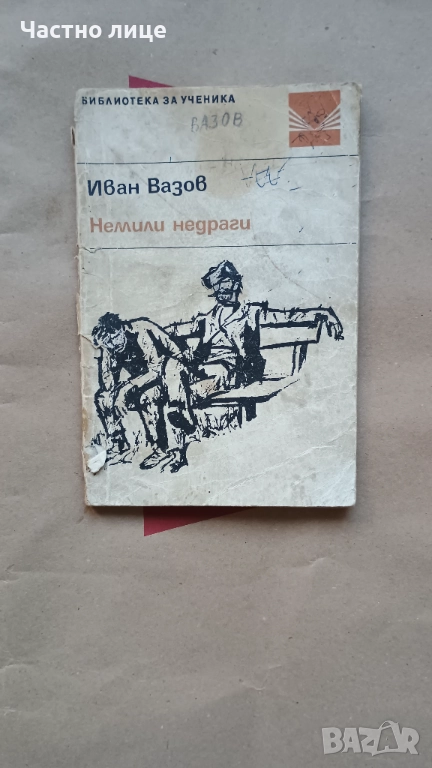 Частно лице
БИБЛИОТЕКА ЗА УЧЕНИКА
ВАЗОВ
Иван Вазов
Немили недраги
BAZAR